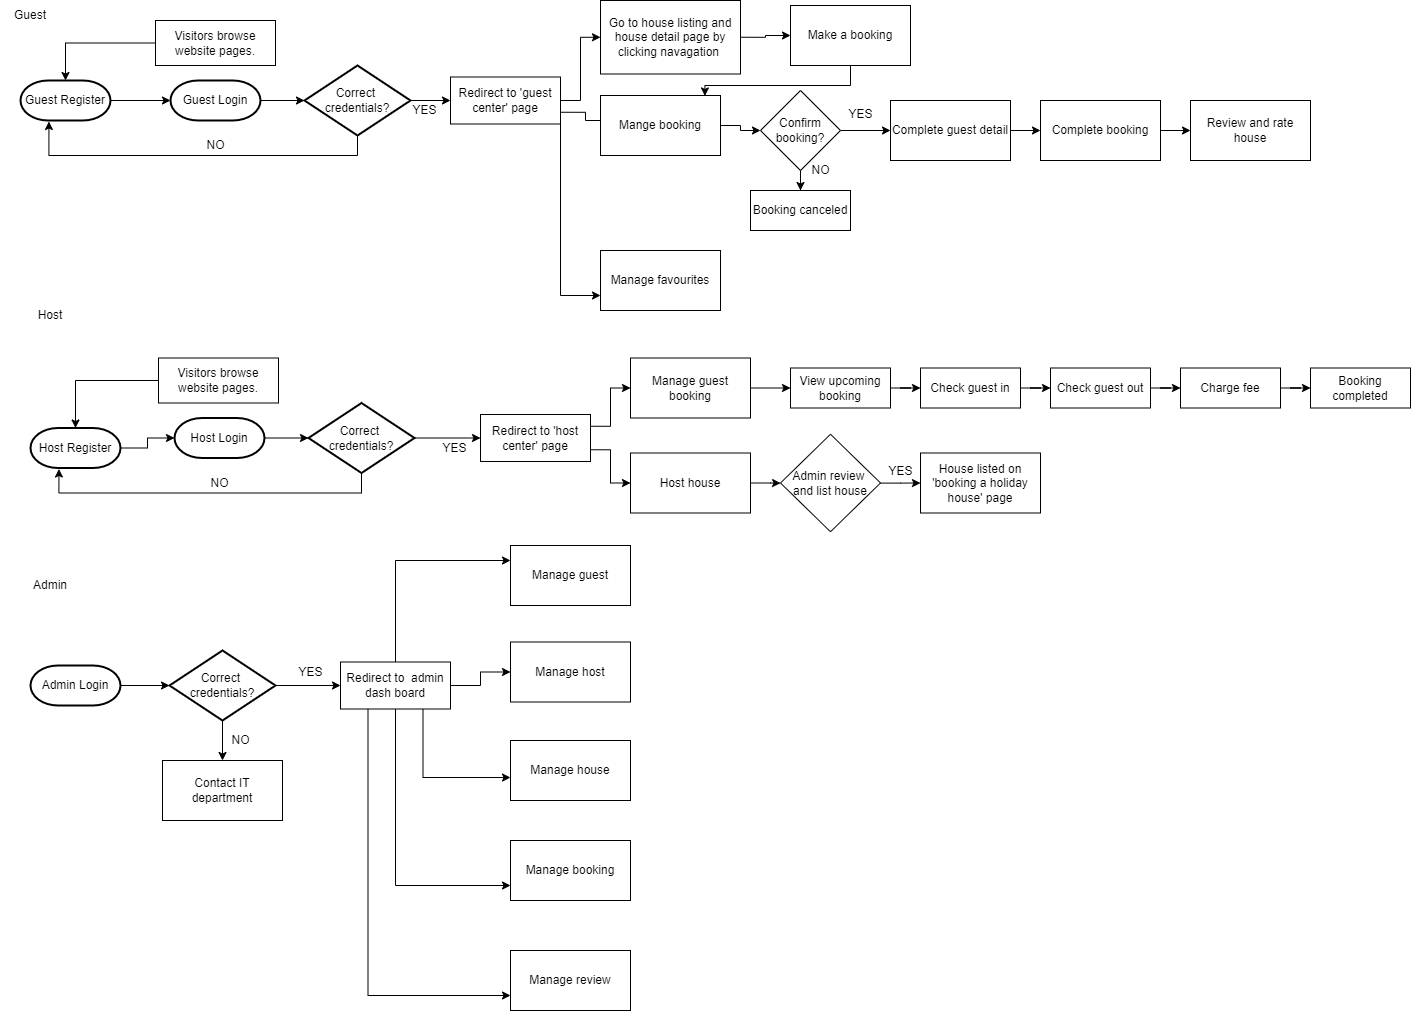 Guest
Visitors browse
website pages.
Guest Register
Guest Login
Correct
credentials?
YES
NO
Redirect to 'guest
center' page
Go to house listing and
house detail page by
clicking navagation
Make a booking
Mange booking
Confirm
booking?
YES
NO
Booking canceled
Complete guest detail
Complete booking
Review and rate
house
Manage favourites
Host
Visitors browse
website pages.
Host Register
Host Login
Correct
credentials?
YES
NO
Redirect to 'host
center' page
Manage guest
booking
View upcoming
booking
Check guest in
Check guest out
Charge fee
Booking
completed
Host house
Admin review
and list house
YES
House listed on
'booking a holiday
house' page
Admin
Admin Login
Correct
credentials?
YES
NO
Contact IT
department
Redirect to  admin
dash board
Manage guest
Manage host
Manage house
Manage booking
Manage review